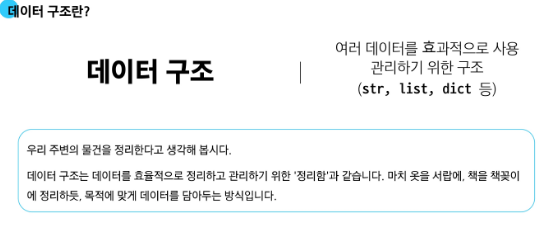 데이터 구조란?
데이터 구조
여러 데이터를 효과적으로 사용
관리하기 위한 구조
(str, list, dict 등)
우리 주변의 물건을 정리한다고 생각해 봅시다.
데이터 구조는 데이터를 효율적으로 정리하고 관리하기 위한 '정리함'과 같습니다. 마치 옷을 서랍에, 책을 책꽂이
에 정리하듯, 목적에 맞게 데이터를 담아두는 방식입니다.